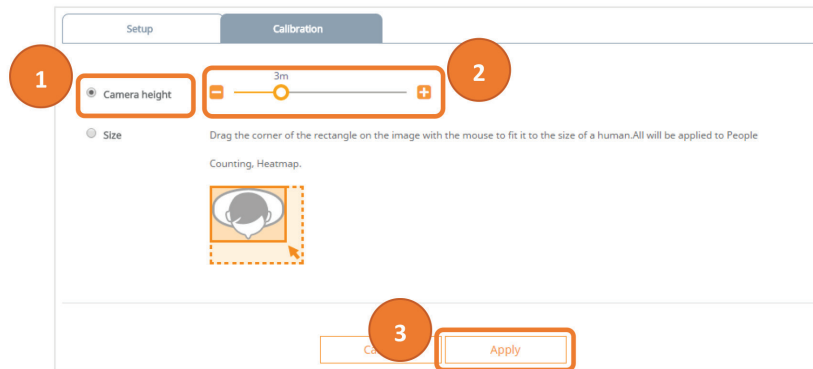 Setup
Calibration
1
2
3m
Camera height
Size
Drag the corner of the rectangle on the image with the mouse to fit it to the size of a human.All will be applied to People
Counting, Heatmap.
3
Apply